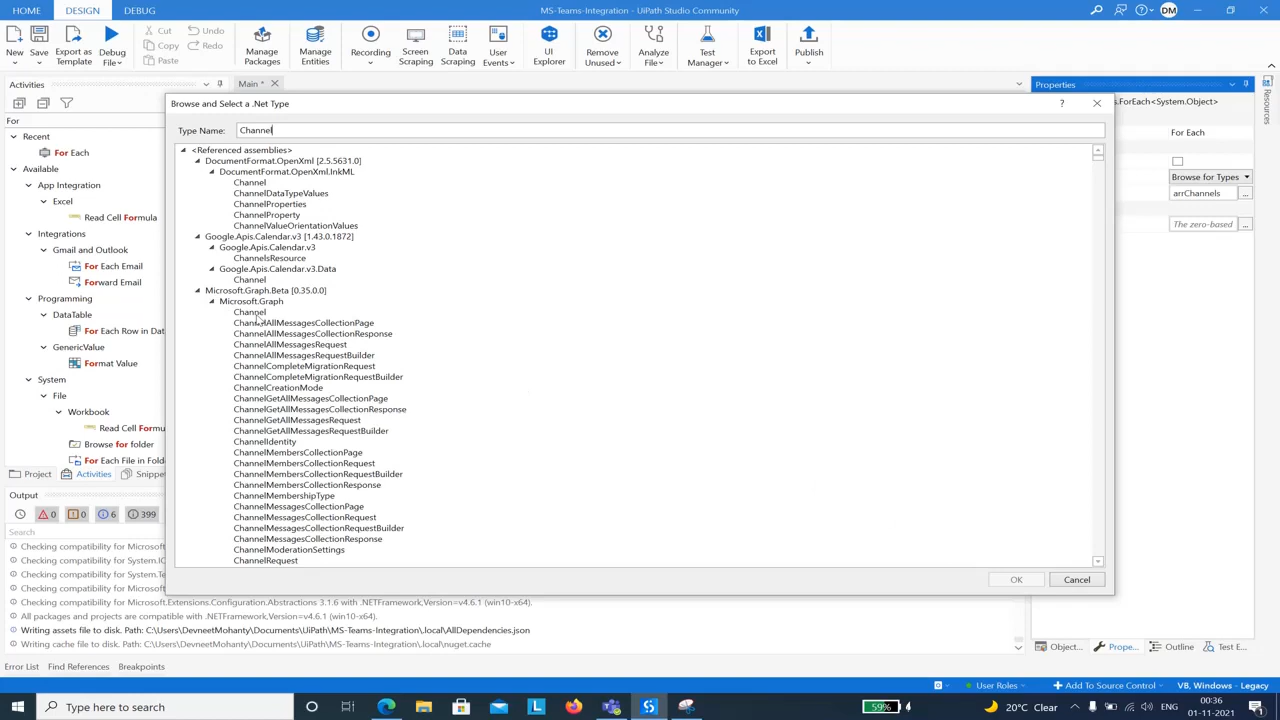 HOME
DESIGN
DEBUG
MS-Teams-Integration - UiPath Studio Community
DM
New
Save
Export as Template
Debug File
Cut
Copy
Paste
Undo
Redo
Manage Packages
Manage Entities
Recording
Screen Scraping
Data Scraping
User Events
UI Explorer
Remove Unused
Analyze File
Test Manager
Export to Excel
Publish
Activities
Main *
Properties
Resources
For
Recent
For Each
Available
App Integration
Excel
Read Cell Formula
Integrations
Gmail and Outlook
For Each Email
Forward Email
Programming
DataTable
For Each Row in Dat
GenericValue
Format Value
System
File
Workbook
Read Cell Formu
Browse for folder
For Each File in Fold
Project
Activities
Snippe
Browse and Select a .Net Type
Type Name: Channel
<Referenced assemblies>
DocumentFormat.OpenXml [2.5.5631.0]
DocumentFormat.OpenXml.InkML
Channel
ChannelDataTypeValues
ChannelProperties
ChannelProperty
ChannelValueOrientationValues
Google.Apis.Calendar.v3 [1.43.0.1872]
Google.Apis.Calendar.v3
ChannelsResource
Google.Apis.Calendar.v3.Data
Channel
Microsoft.Graph.Beta [0.35.0.0]
Microsoft.Graph
Channel
ChannelAllMessagesCollectionPage
ChannelAllMessagesCollectionResponse
ChannelAllMessagesRequest
ChannelAllMessagesRequestBuilder
ChannelCompleteMigrationRequest
ChannelCompleteMigrationRequestBuilder
ChannelCreationMode
ChannelGetAllMessagesCollectionPage
ChannelGetAllMessagesCollectionResponse
ChannelGetAllMessagesRequest
ChannelGetAllMessagesRequestBuilder
ChannelIdentity
ChannelMembersCollectionPage
ChannelMembersCollectionRequest
ChannelMembersCollectionRequestBuilder
ChannelMembersCollectionResponse
ChannelMembershipType
ChannelMessagesCollectionPage
ChannelMessagesCollectionRequest
ChannelMessagesCollectionRequestBuilder
ChannelMessagesCollectionResponse
ChannelModerationSettings
ChannelRequest
OK
Cancel
s.ForEach<System.Object>
For Each
Browse for Types
arrChannels
...
The zero-based
...
Output
0
0
6
399
Search
Checking compatibility for Microsoft
Checking compatibility for System.IO
Checking compatibility for System.Te
Checking compatibility for Microsoft
Checking compatibility for Microsoft.Extensions.Configuration.Abstractions 3.1.6 with .NETFramework,Version=v4.6.1 (win10-x64).
All packages and projects are compatible with .NETFramework,Version=v4.6.1 (win10-x64).
Writing assets file to disk. Path: C:\Users\DevneetMohanty\Documents\UiPath\MS-Teams-Integration\.local\AllDependencies.json
Writing cache file to disk. Path: C:\Users\DevneetMohanty\Documents\UiPath\MS-Teams-Integration\.local\nuget.cache
Object...
Prope...
Outline
Test E...
Error List
Find References
Breakpoints
User Roles
Add To Source Control
VB, Windows - Legacy
Type here to search
59%
20°C Clear
ENG
00:36
01-11-2021